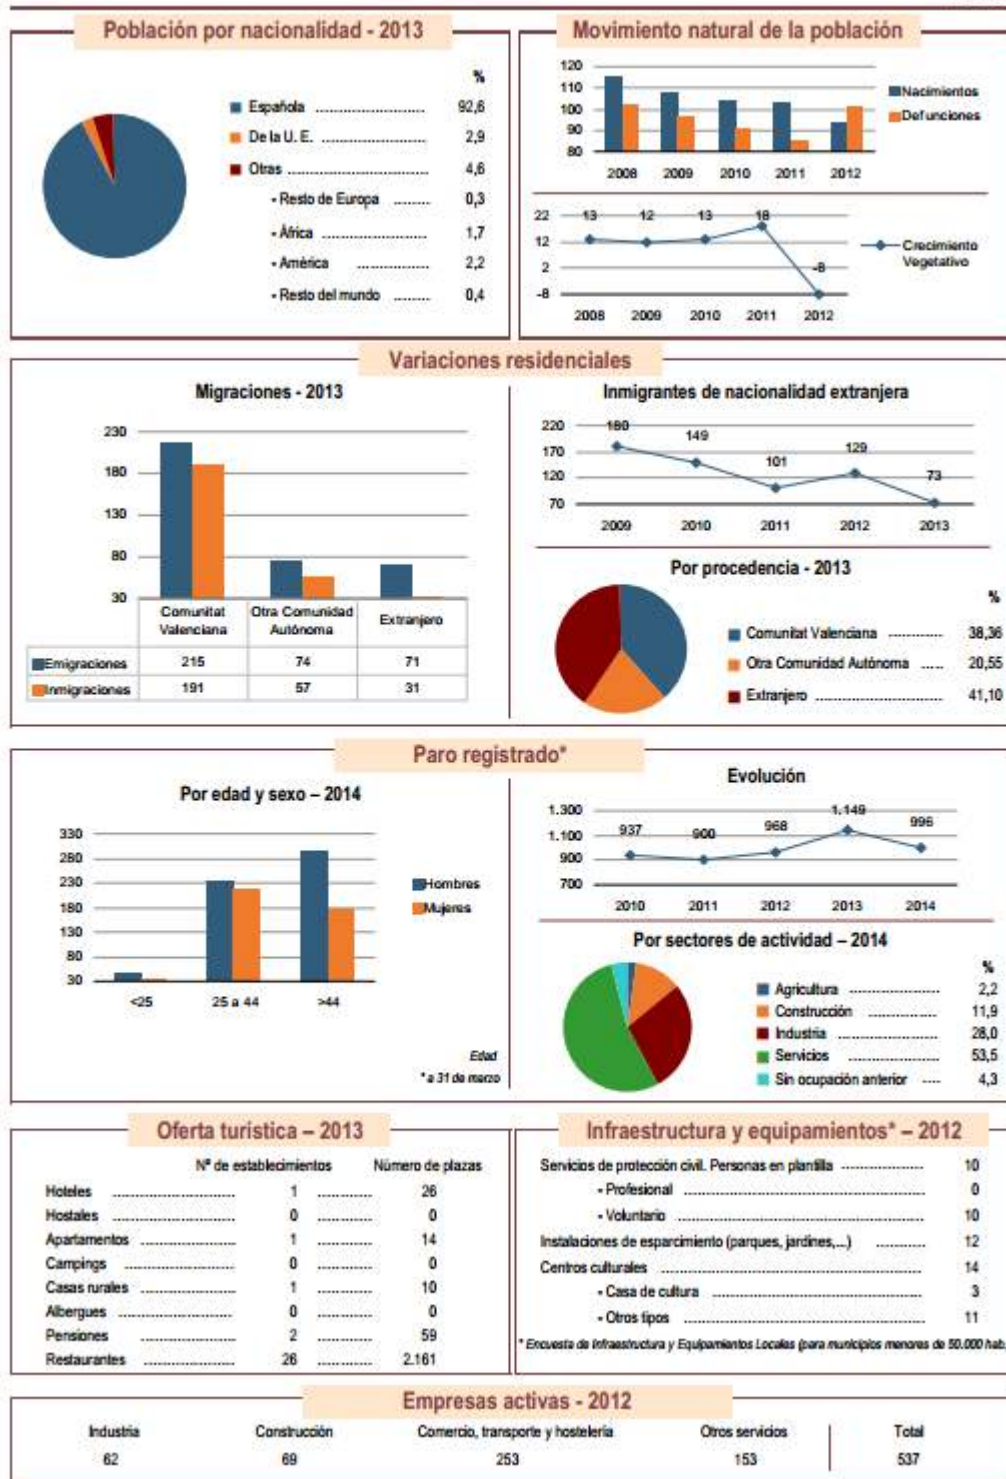 Población por nacionalidad - 2013
%
Española .................. 92,6
De la U. E. .................. 2,9
Otras .................. 4,6
- Resto de Europa ......... 0,3
- África .................. 1,7
- América .................. 2,2
- Resto del mundo ......... 0,4
Movimiento natural de la población
120
110
100
90
80
2008 2009 2010 2011 2012
Nacimientos
Defunciones
22
12
2
-8
13 12 13 18 -8
2008 2009 2010 2011 2012
Crecimiento
Vegetativo
Variaciones residenciales
Migraciones - 2013
230
180
130
80
30
Comunitat Valenciana Otra Comunidad Autónoma Extranjero
Emigraciones 215 74 71
Inmigraciones 191 57 31
Inmigrantes de nacionalidad extranjera
220
170
120
70
180 149 101 129 73
2009 2010 2011 2012 2013
Por procedencia - 2013
%
Comunitat Valenciana ............ 38,36
Otra Comunidad Autónoma ..... 20,55
Extranjero .................. 41,10
Paro registrado*
Por edad y sexo – 2014
330
280
230
180
130
80
30
<25 25 a 44 >44
Hombres
Mujeres
Edad
* a 31 de marzo
Evolución
1.300
1.100
900
700
937 900 968 1.149 996
2010 2011 2012 2013 2014
Por sectores de actividad – 2014
%
Agricultura .................. 2,2
Construcción .................. 11,9
Industria .................. 28,0
Servicios .................. 53,5
Sin ocupación anterior .... 4,3
Oferta turística – 2013
Nº de establecimientos Número de plazas
Hoteles .................. 1 ............ 26
Hostales .................. 0 ............ 0
Apartamentos .................. 1 ............ 14
Campings .................. 0 ............ 0
Casas rurales .................. 1 ............ 10
Albergues .................. 0 ............ 0
Pensiones .................. 2 ............ 59
Restaurantes .................. 26 ............ 2.161
Infraestructura y equipamientos* – 2012
Servicios de protección civil. Personas en plantilla .................. 10
- Profesional .................. 0
- Voluntario .................. 10
Instalaciones de esparcimiento (parques, jardines,...) ............ 12
Centros culturales .................. 14
- Casa de cultura .................. 3
- Otros tipos .................. 11
* Encuesta de Infraestructura y Equipamientos Locales (para municipios menores de 50.000 hab.
Empresas activas - 2012
Industria Construcción Comercio, transporte y hostelería Otros servicios Total
62 69 253 153 537